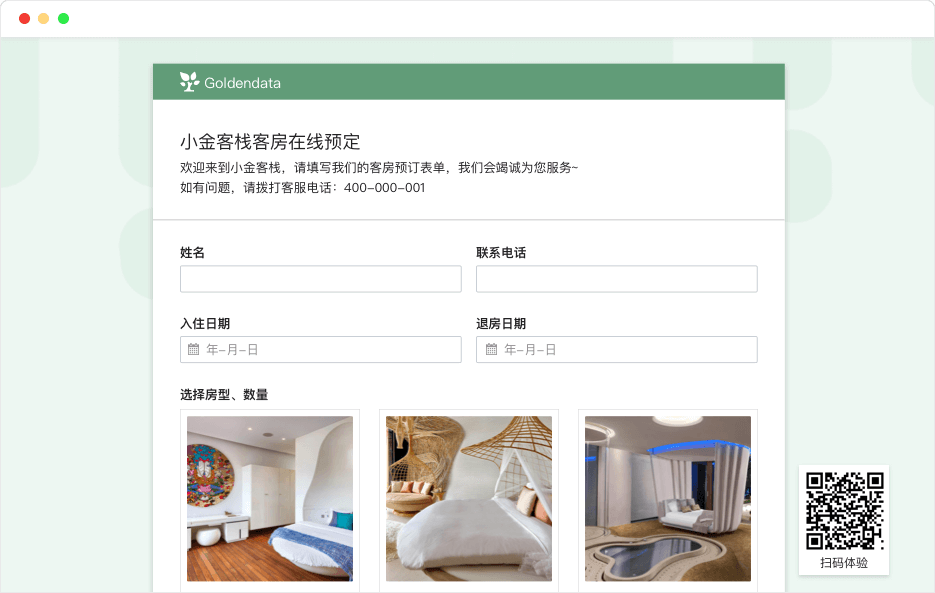 Goldendata
小金客栈客房在线预定
欢迎来到小金客栈，请填写我们的客房预订表单，我们会竭诚为您服务~
如有问题，请拨打客服电话：400-000-001
姓名
联系电话
入住日期
退房日期
年-月-日
年-月-日
选择房型、数量
扫码体验